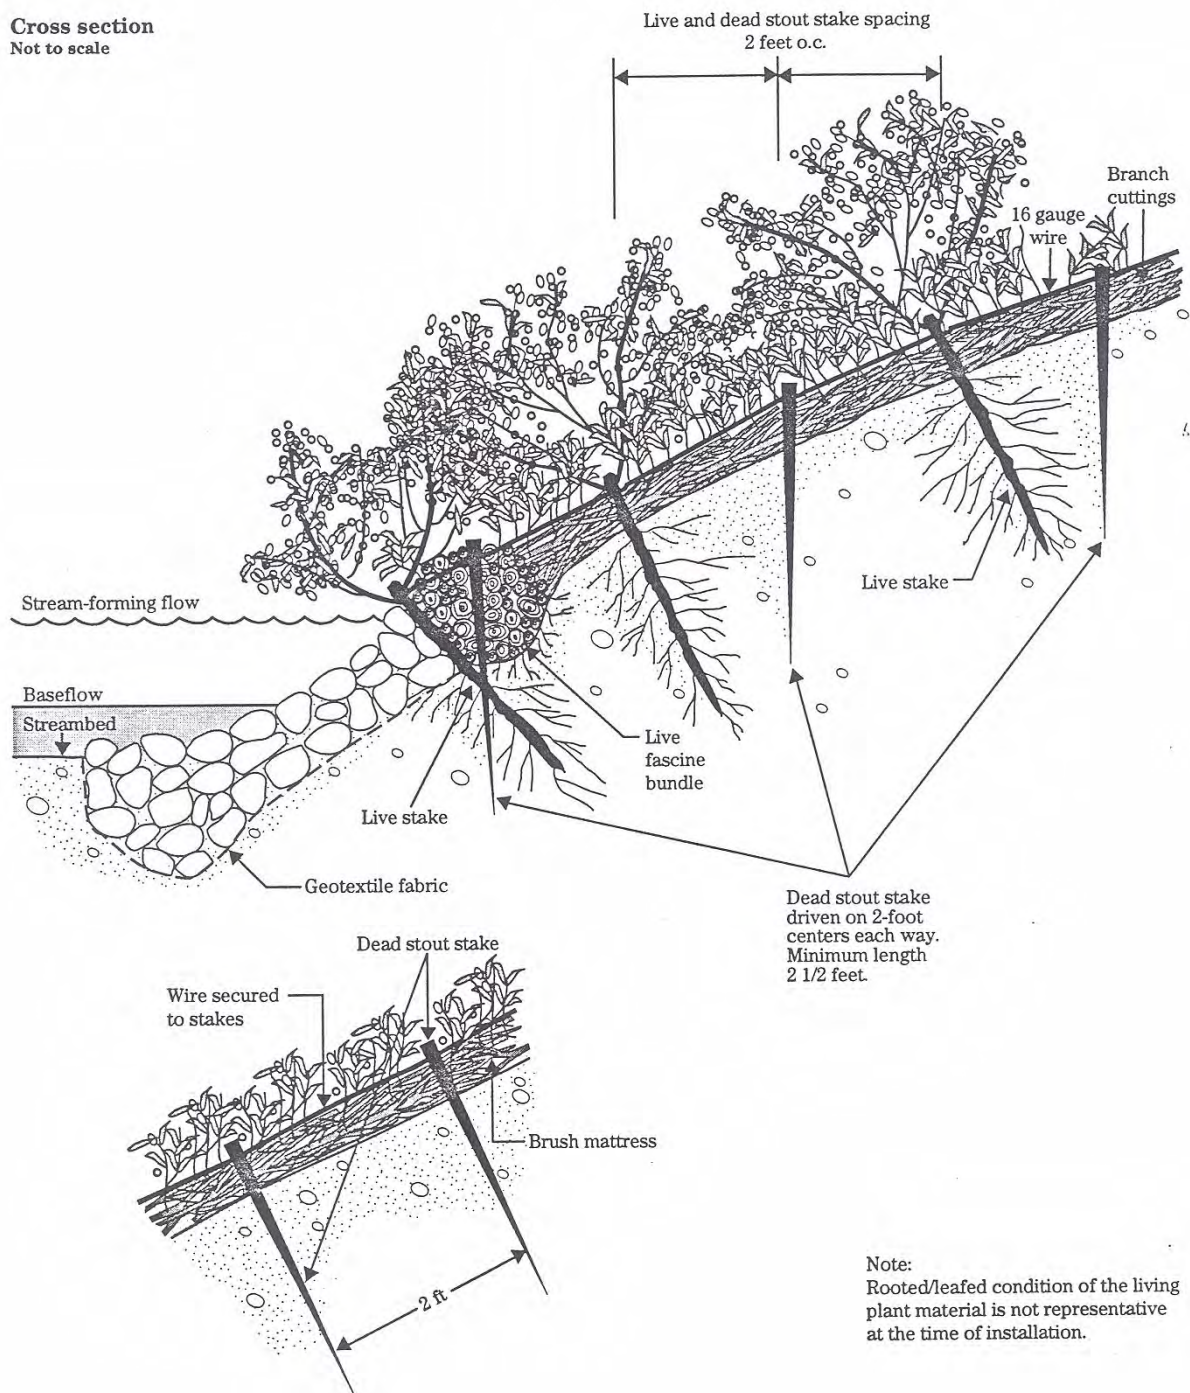 Cross section
Not to scale
Live and dead stout stake spacing
2 feet o.c.
Branch
cuttings
16 gauge
wire
Live stake
Stream-forming flow
Baseflow
Streambed
Live
fascine
bundle
Live stake
Geotextile fabric
Dead stout stake
driven on 2-foot
centers each way.
Minimum length
2 1/2 feet.
Dead stout stake
Wire secured
to stakes
Brush mattress
2 ft
Note:
Rooted/leafed condition of the living
plant material is not representative
at the time of installation.